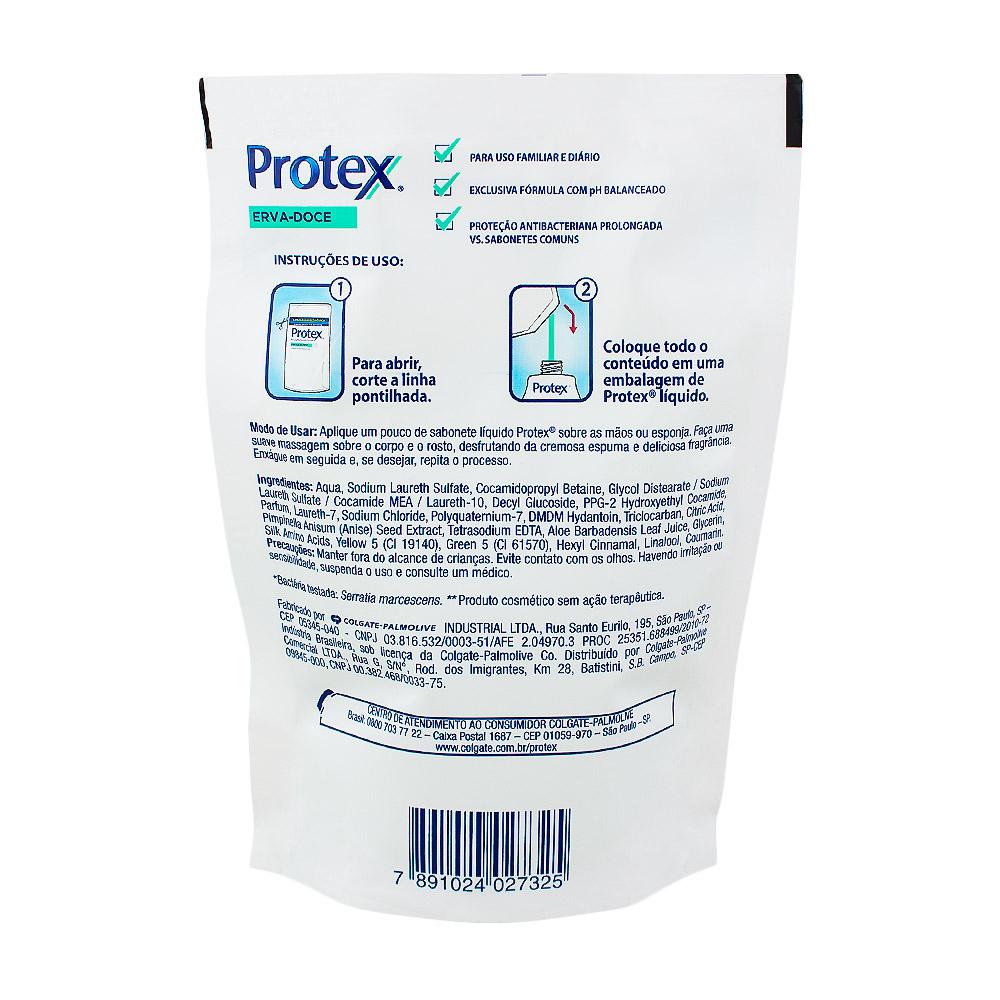 Protex®
ERVA-DOCE
PARA USO FAMILIAR E DIÁRIO
EXCLUSIVA FÓRMULA COM pH BALANCEADO
PROTEÇÃO ANTIBACTERIANA PROLONGADA
VS. SABONETES COMUNS
INSTRUÇÕES DE USO:
1
Protex
Para abrir,
corte a linha
pontilhada.
2
Protex
Coloque todo o
conteúdo em uma
embalagem de
Protex® líquido.
Modo de Usar: Aplique um pouco de sabonete líquido Protex® sobre as mãos ou esponja. Faça uma
suave massagem sobre o corpo e o rosto, desfrutando da cremosa espuma e deliciosa fragrância.
Enxágue em seguida e, se desejar, repita o processo.
Ingredientes: Aqua, Sodium Laureth Sulfate, Cocamidopropyl Betaine, Glycol Distearate / Sodium
Laureth Sulfate / Cocamide MEA / Laureth-10, Decyl Glucoside, PPG-2 Hydroxyethyl Cocamide,
Parfum, Laureth-7, Sodium Chloride, Polyquaternium-7, DMDM Hydantoin, Triclocarban, Citric Acid,
Pimpinella Anisum (Anise) Seed Extract, Tetrasodium EDTA, Aloe Barbadensis Leaf Juice, Glycerin,
Silk Amino Acids, Yellow 5 (CI 19140), Green 5 (CI 61570), Hexyl Cinnamal, Linalool, Coumarin.
Precauções: Manter fora do alcance de crianças. Evite contato com os olhos. Havendo irritação ou
sensibilidade, suspenda o uso e consulte um médico.
*Bactéria testada: Serratia marcescens. **Produto cosmético sem ação terapêutica.
Fabricado por COLGATE-PALMOLIVE INDUSTRIAL LTDA., Rua Santo Eurilo, 195, São Paulo, SP –
CEP 05345-040 - CNPJ 03.816.532/0003-51/AFE 2.04970.3 PROC 25351.688499/2010-72
Indústria Brasileira, sob licença da Colgate-Palmolive Co. Distribuído por Colgate-Palmolive
Comercial LTDA., Rua G, S/Nº, Rod. dos Imigrantes, Km 28, Batistini, S.B. Campo, SP-CEP
09845-000, CNPJ 00.382.468/0033-75.
CENTRO DE ATENDIMENTO AO CONSUMIDOR COLGATE-PALMOLIVE
Brasil: 0800 703 77 22 – Caixa Postal 1687 – CEP 01059-970 – São Paulo – SP.
www.colgate.com.br/protex
7 891024 027325